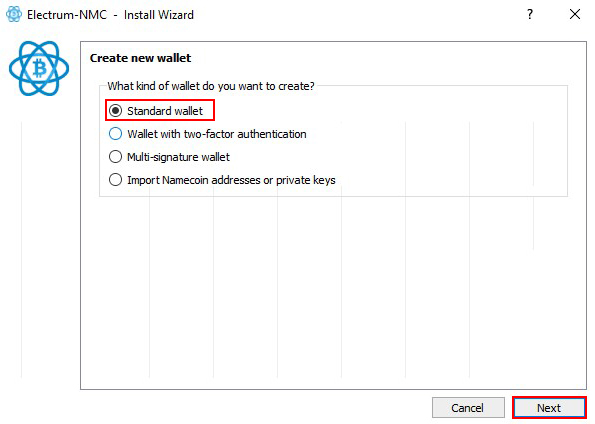 Electrum-NMC - Install Wizard
?
Create new wallet
What kind of wallet do you want to create?
Standard wallet
Wallet with two-factor authentication
Multi-signature wallet
Import Namecoin addresses or private keys
Cancel
Next